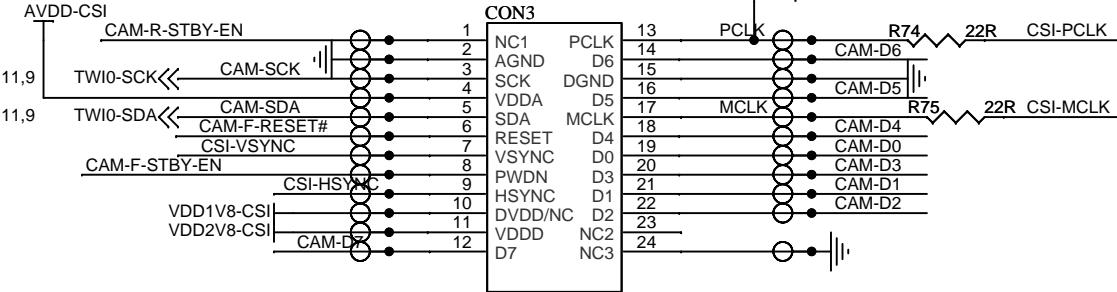 AVDD-CSI
CON3
CAM-R-STBY-EN 1 NC1 PCLK 13 PCLK R74 22R CSI-PCLK
2 AGND D6 14 CAM-D6
11,9 TWI0-SCK CAM-SCK 3 SCK DGND 15
4 VDDA D5 16 CAM-D5
11,9 TWI0-SDA CAM-SDA 5 SDA MCLK 17 MCLK R75 22R CSI-MCLK
CAM-F-RESET# 6 RESET D4 18 CAM-D4
CSI-VSYNC 7 VSYNC D0 19 CAM-D0
CAM-F-STBY-EN 8 PWDN D3 20 CAM-D3
CSI-HSYNC 9 HSYNC D1 21 CAM-D1
VDD1V8-CSI 10 DVDD/NC D2 22 CAM-D2
VDD2V8-CSI 11 VDDD NC2 23
CAM-D7 12 D7 NC3 24